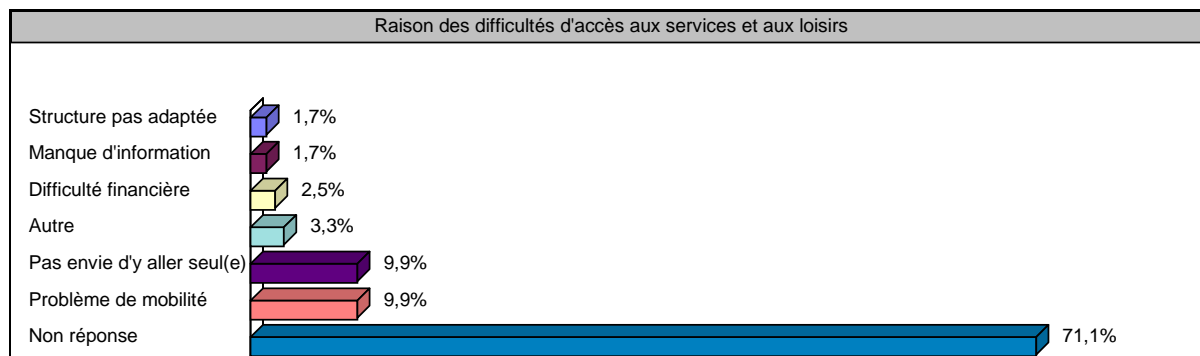 Raison des difficultés d'accès aux services et aux loisirs
Structure pas adaptée 1,7%
Manque d'information 1,7%
Difficulté financière 2,5%
Autre 3,3%
Pas envie d'y aller seul(e) 9,9%
Problème de mobilité 9,9%
Non réponse 71,1%